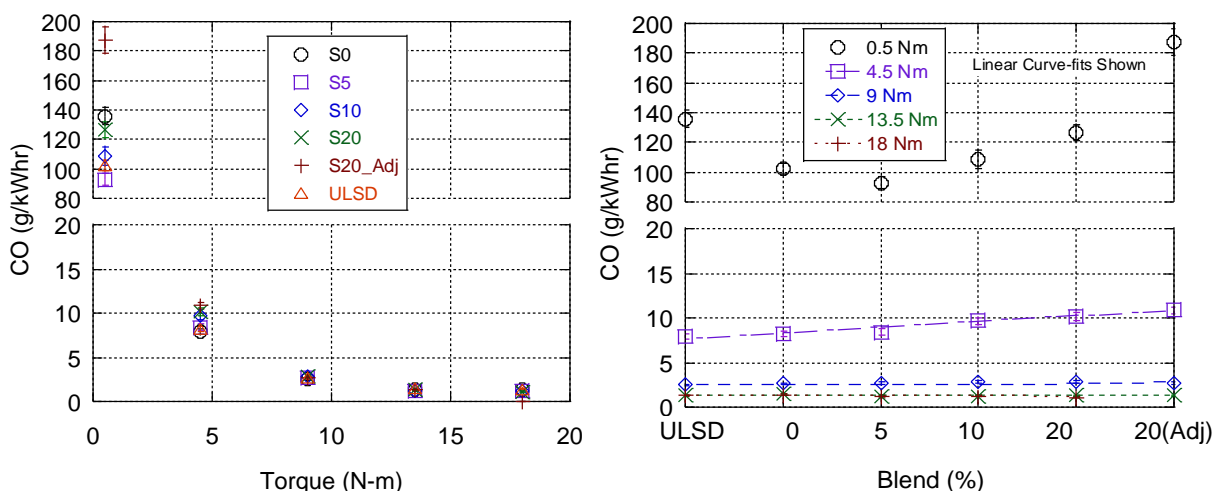 200
180
160
140
120
100
80
20
15
10
5
0
CO (g/kWhr)
S0
S5
S10
S20
S20_Adj
ULSD
0 5 10 15 20
Torque (N-m)
200
180
160
140
120
100
80
20
15
10
5
0
CO (g/kWhr)
0.5 Nm
4.5 Nm
9 Nm
13.5 Nm
18 Nm
Linear Curve-fits Shown
ULSD 0 5 10 20 20(Adj)
Blend (%)